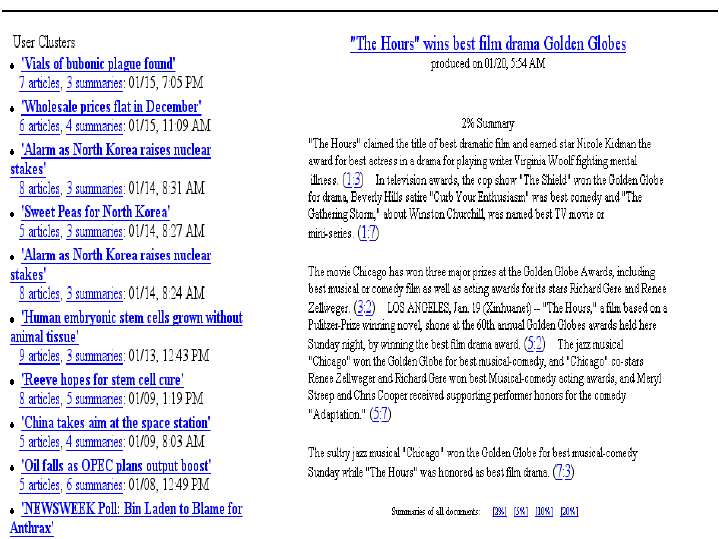 User Clusters
• 'Vials of bubonic plague found'
7 articles, 3 summaries: 01/15, 7:05 PM
• 'Wholesale prices flat in December'
6 articles, 4 summaries: 01/15, 11:09 AM
• 'Alarm as North Korea raises nuclear
stakes'
8 articles, 3 summaries: 01/14, 8:31 AM
• 'Sweet Peas for North Korea'
5 articles, 3 summaries: 01/14, 8:27 AM
• 'Alarm as North Korea raises nuclear
stakes'
8 articles, 3 summaries: 01/14, 8:24 AM
• 'Human embryonic stem cells grown without
animal tissue'
9 articles, 3 summaries: 01/13, 12:43 PM
• 'Reeve hopes for stem cell cure'
8 articles, 5 summaries: 01/09, 1:19 PM
• 'China takes aim at the space station'
5 articles, 4 summaries: 01/09, 8:03 AM
• 'Oil falls as OPEC plans output boost'
5 articles, 6 summaries: 01/08, 12:49 PM
• 'NEWSWEEK Poll: Bin Laden to Blame for
Anthrax'
"The Hours" wins best film drama Golden Globes
produced on 01/20, 5:54 AM
2% Summary
"The Hours" claimed the title of best dramatic film and earned star Nicole Kidman the
award for best actress in a drama for playing writer Virginia Woolf fighting mental
illness. (1:3) In television awards, the cop show "The Shield" won the Golden Globe
for drama, Beverly Hills satire "Curb Your Enthusiasm" was best comedy and "The
Gathering Storm," about Winston Churchill, was named best TV movie or
mini-series. (1:7)
The movie Chicago has won three major prizes at the Golden Globe Awards, including
best musical or comedy film as well as acting awards for its stars Richard Gere and Renee
Zellweger. (3:2) LOS ANGELES, Jan. 19 (Xinhuanet) -- "The Hours," a film based on a
Pulitzer-Prize winning novel, shone at the 60th annual Golden Globes awards held here
Sunday night, by winning the best film drama award. (5:2) The jazz musical
"Chicago" won the Golden Globe for best musical-comedy, and "Chicago" co-stars
Renee Zellweger and Richard Gere won best Musical-comedy acting awards, and Meryl
Streep and Chris Cooper received supporting performer honors for the comedy
"Adaptation." (5:7)
The sultry jazz musical "Chicago" won the Golden Globe for best musical-comedy
Sunday while "The Hours" was honored as best film drama. (7:3)
Summaries of all documents: [2%] [5%] [10%] [20%]